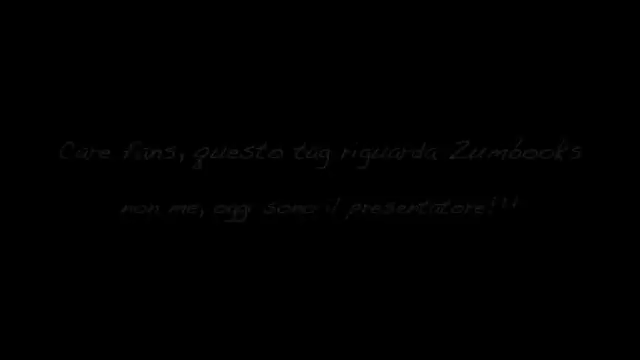 Care Fans, questo tag riguarda Zumbooks
non me, oggi sono il presentatore!!!